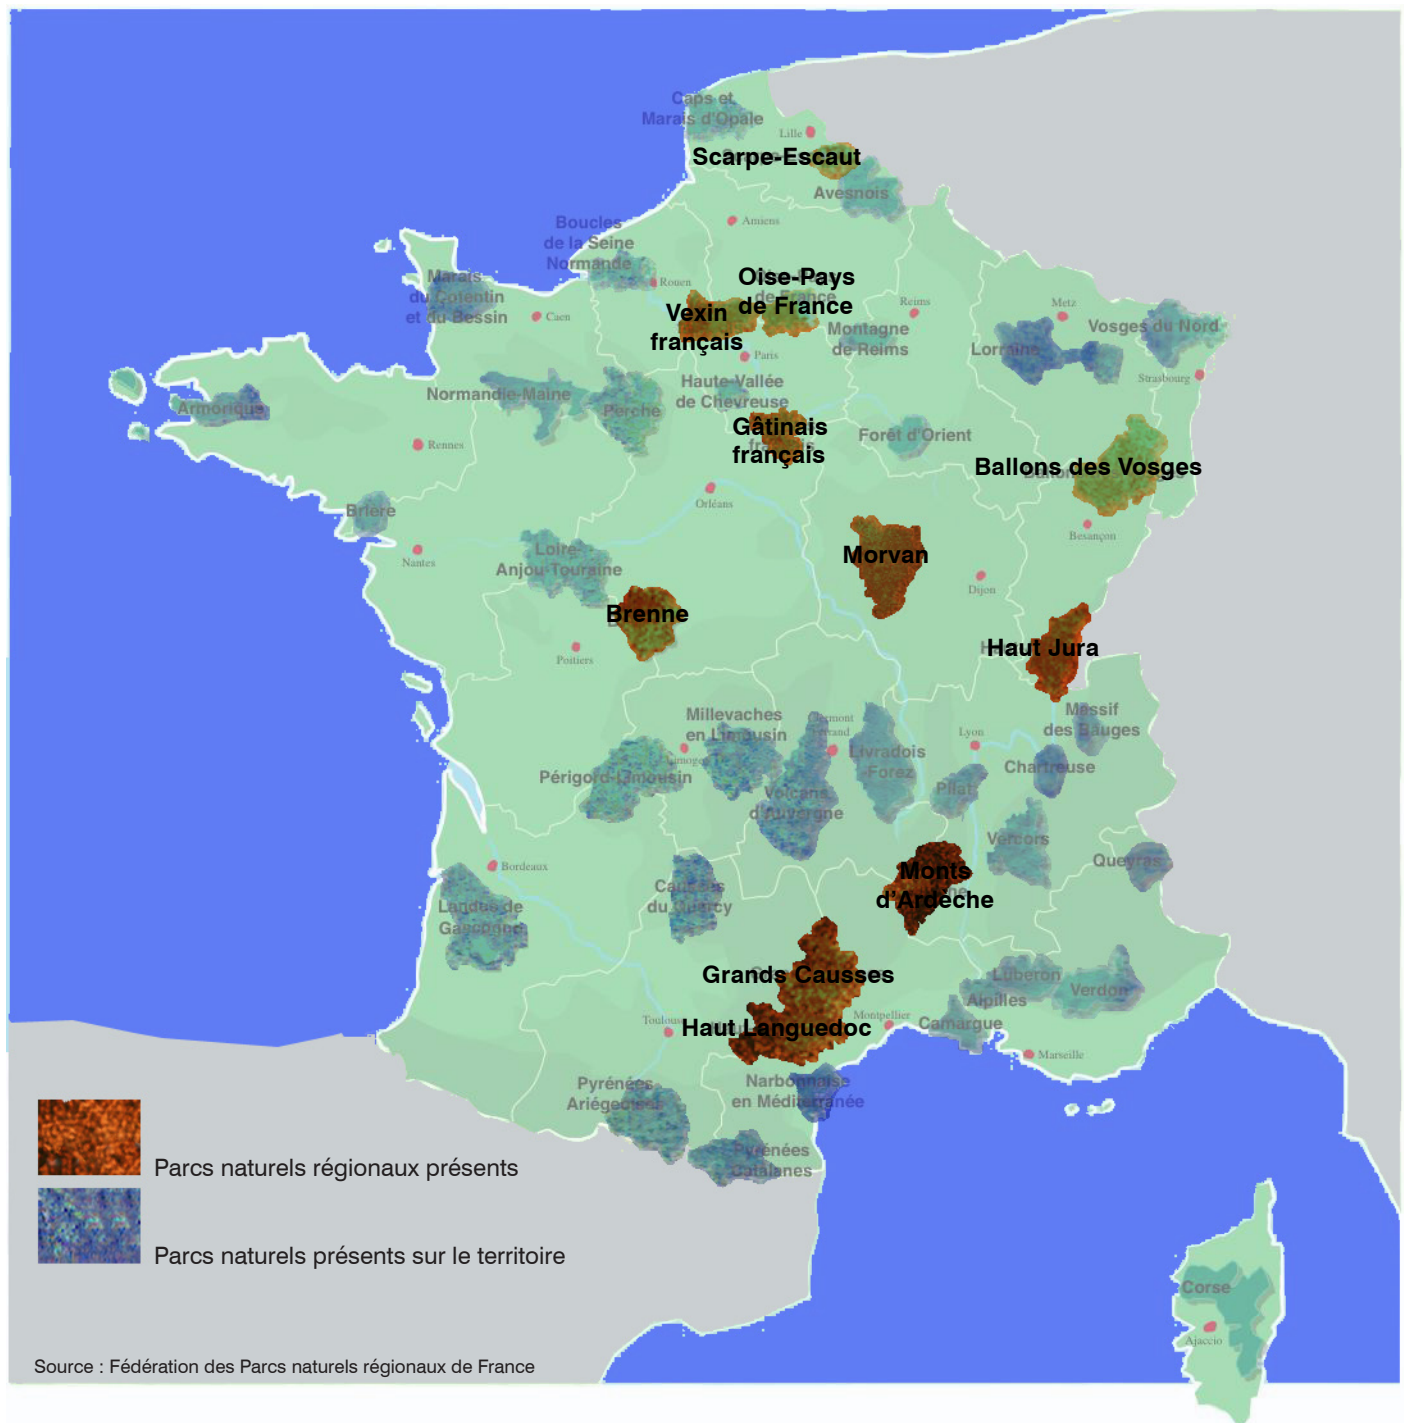 Caps et
Marais d'Opale
Lille
Scarpe-Escaut
Avesnois
Amiens
Boucles
de la Seine
Normande
Rouen
Oise-Pays
de France
de France
Vexin
français
Reims
Montagne
de Reims
Metz
Vosges du Nord
Lorraine
Strasbourg
Marais
du Cotentin
et du Bessin
Caen
Paris
Haute-Vallée
de Chevreuse
Normandie-Maine
Perche
Armorique
Rennes
Gâtinais
français
Forêt d'Orient
Ballons des Vosges
Orléans
Brière
Nantes
Besançon
Loire-
Anjou-Touraine
Morvan
Dijon
Brenne
Poitiers
Haut Jura
Massif
des Bauges
Millevaches
en Limousin
Clermont
Limoges
Livradois
-Forez
Lyon
Chartreuse
Périgord-Limousin
Volcans
d'Auvergne
Pilat
Vercors
Queyras
Bordeaux
Monts
d'Ardèche
Causses
du Quercy
Landes de
Gascogne
Grands Causses
Luberon
Verdon
Alpilles
Toulouse
Haut Languedoc
Montpellier
Camargue
Marseille
Pyrénées
Ariégeoises
Narbonnaise
en Méditerranée
Pyrénées
Catalanes
Parcs naturels régionaux présents
Parcs naturels présents sur le territoire
Corse
Ajaccio
Source : Fédération des Parcs naturels régionaux de France